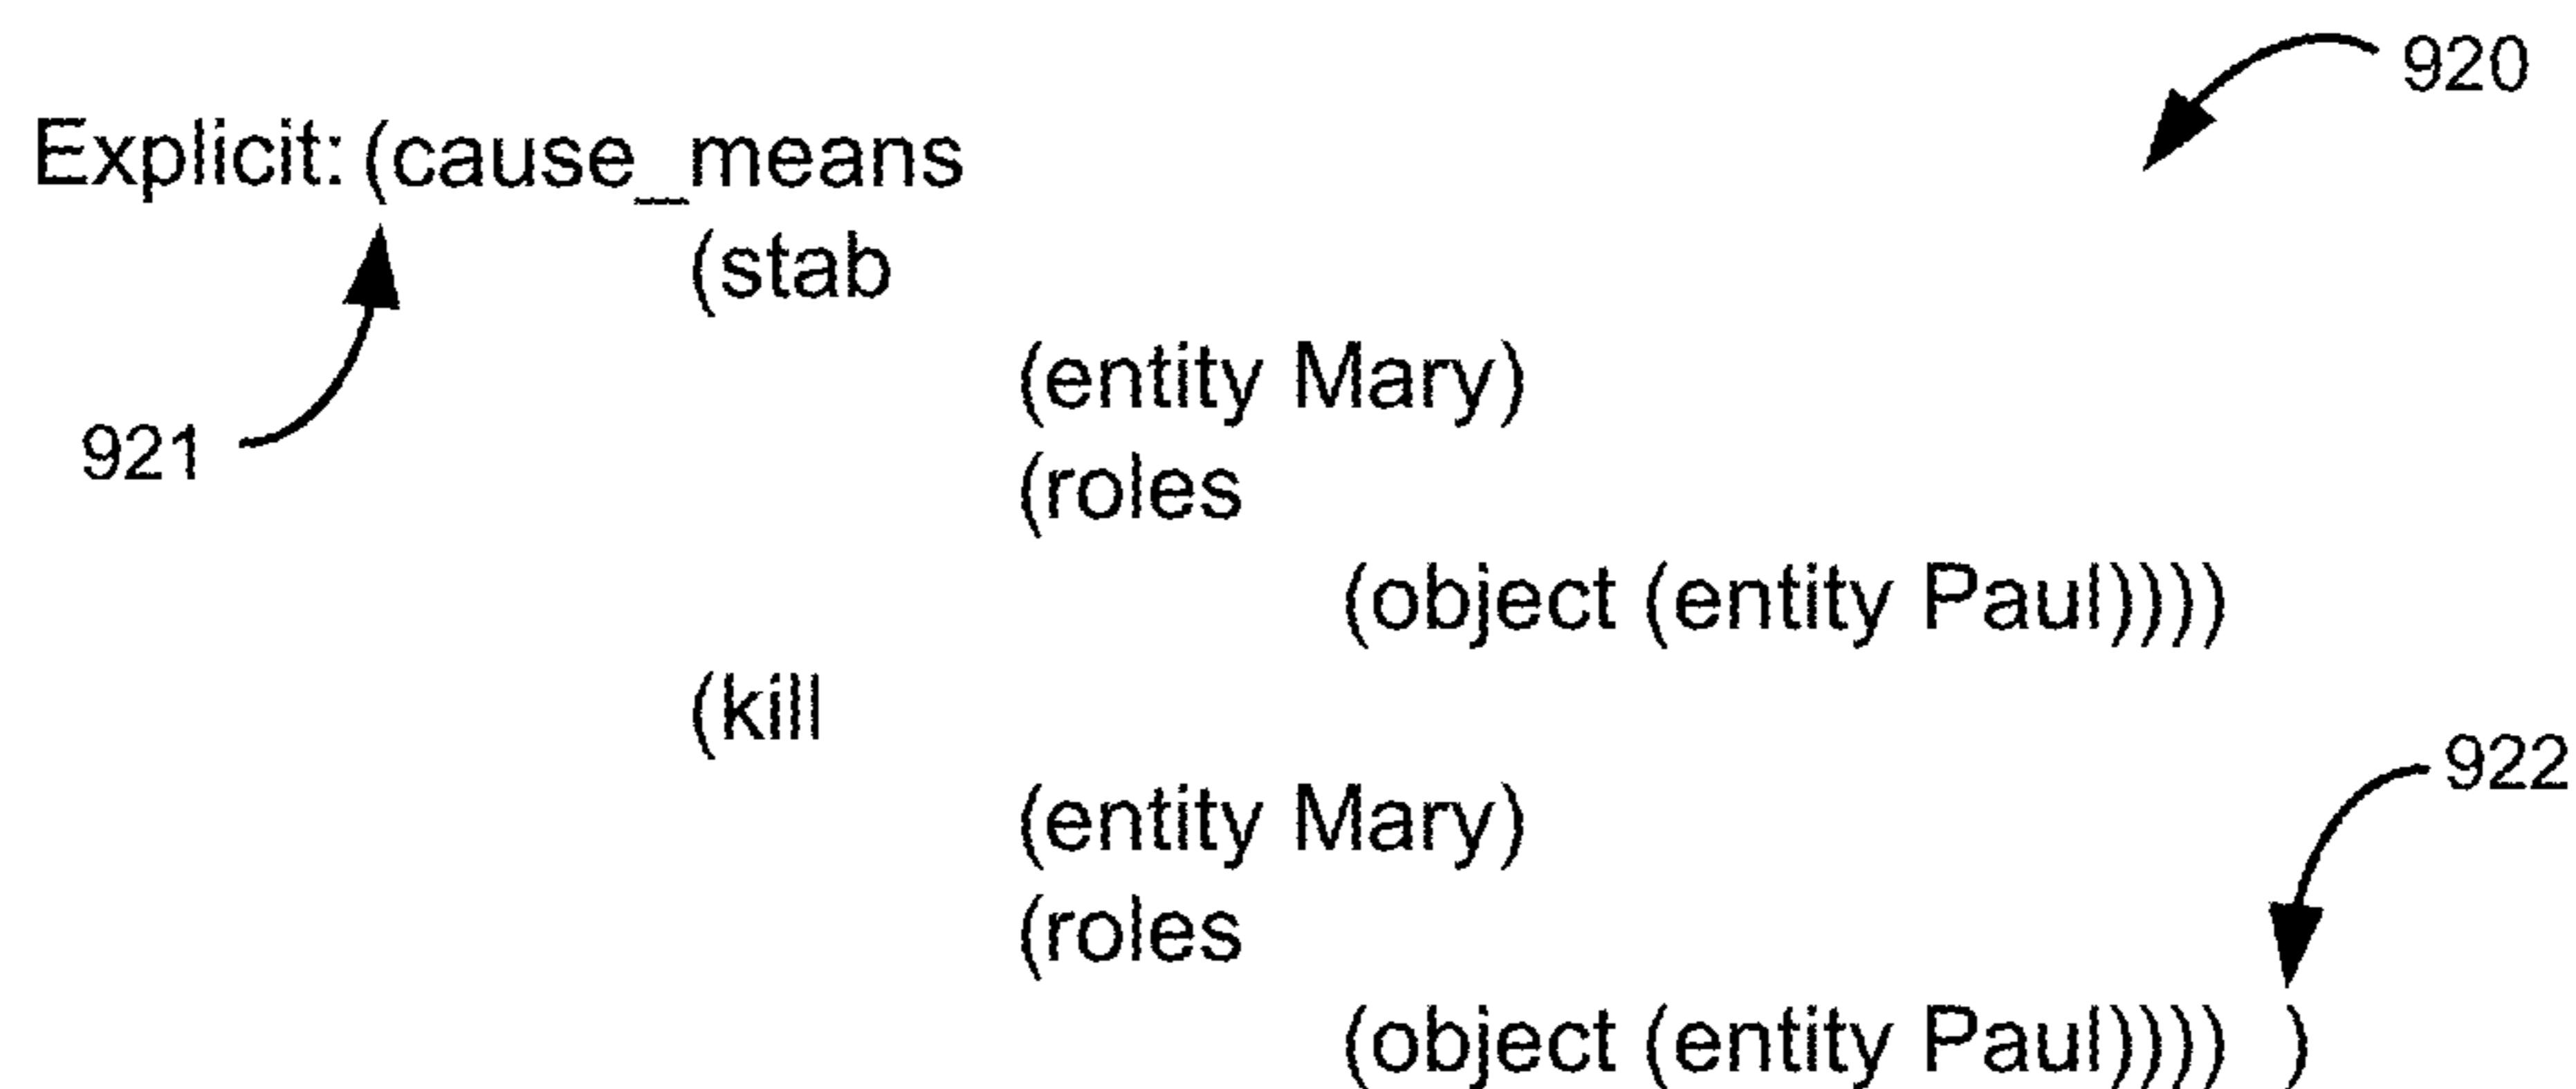 920
Explicit: (cause_means
(stab
(entity Mary)
921
(roles
(object (entity Paul))))
(kill
922
(entity Mary)
(roles
(object (entity Paul)))) )